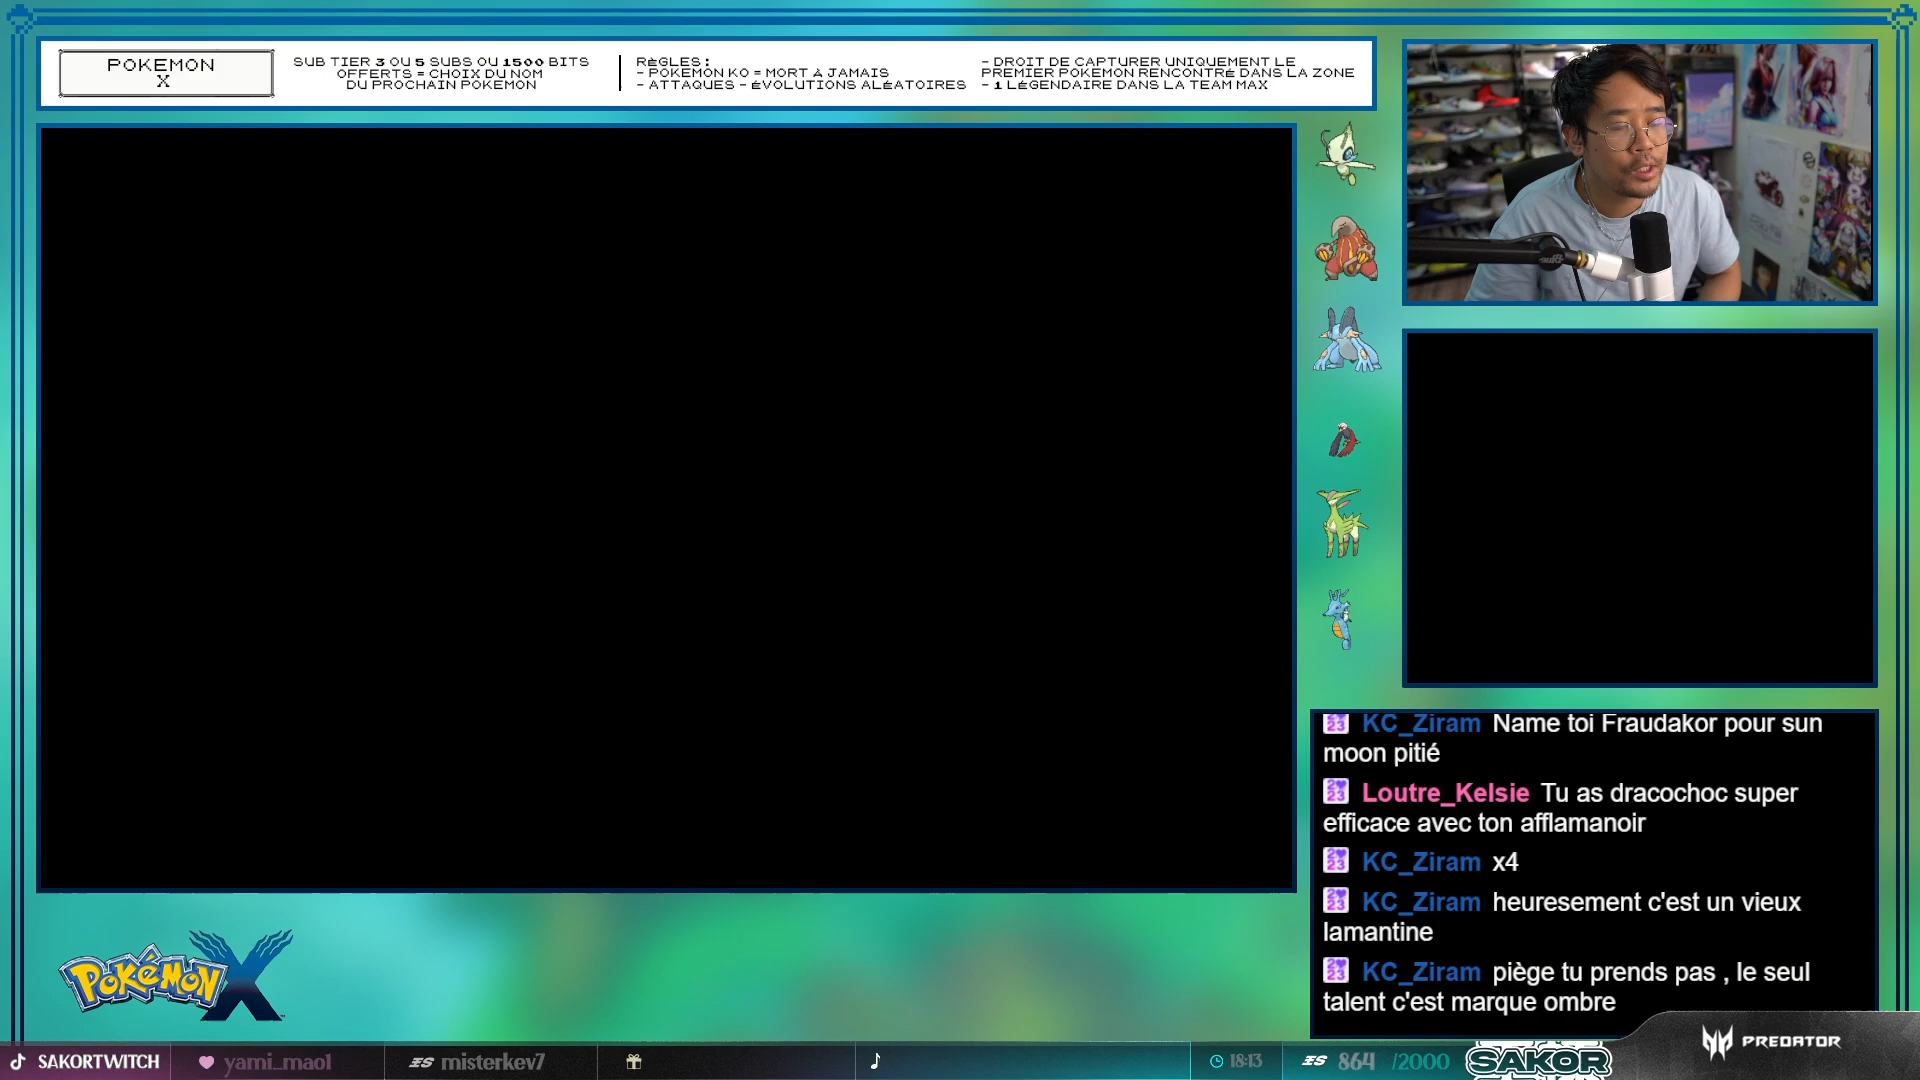 POKEMON
X
SUB TIER 3 OU 5 SUBS OU 1500 BITS
OFFERTS = CHOIX DU NOM
DU PROCHAIN POKEMON
RÈGLES :
- POKEMON KO = MORT À JAMAIS
- ATTAQUES - ÉVOLUTIONS ALÉATOIRES
- DROIT DE CAPTURER UNIQUEMENT LE
PREMIER POKEMON RENCONTRÉ DANS LA ZONE
- 1 LÉGENDAIRE DANS LA TEAM MAX
KC_Ziram Name toi Fraudakor pour sun
moon pitié
Loutre_Kelsie Tu as dracochoc super
efficace avec ton afflamanoir
KC_Ziram x4
KC_Ziram heuresement c'est un vieux
lamantine
KC_Ziram piège tu prends pas , le seul
talent c'est marque ombre
POKéMON X
SAKORTWITCH
yami_mao1
misterkev7
18:13
864 /2000
SAKOR
PREDATOR